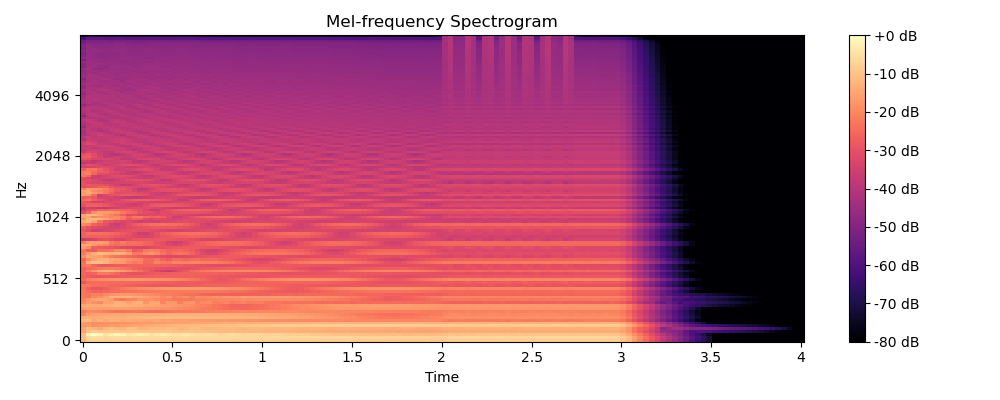 Mel-frequency Spectrogram
Hz
4096
2048
1024
512
0
0
0.5
1
1.5
2
2.5
3
3.5
4
Time
+0 dB
-10 dB
-20 dB
-30 dB
-40 dB
-50 dB
-60 dB
-70 dB
-80 dB